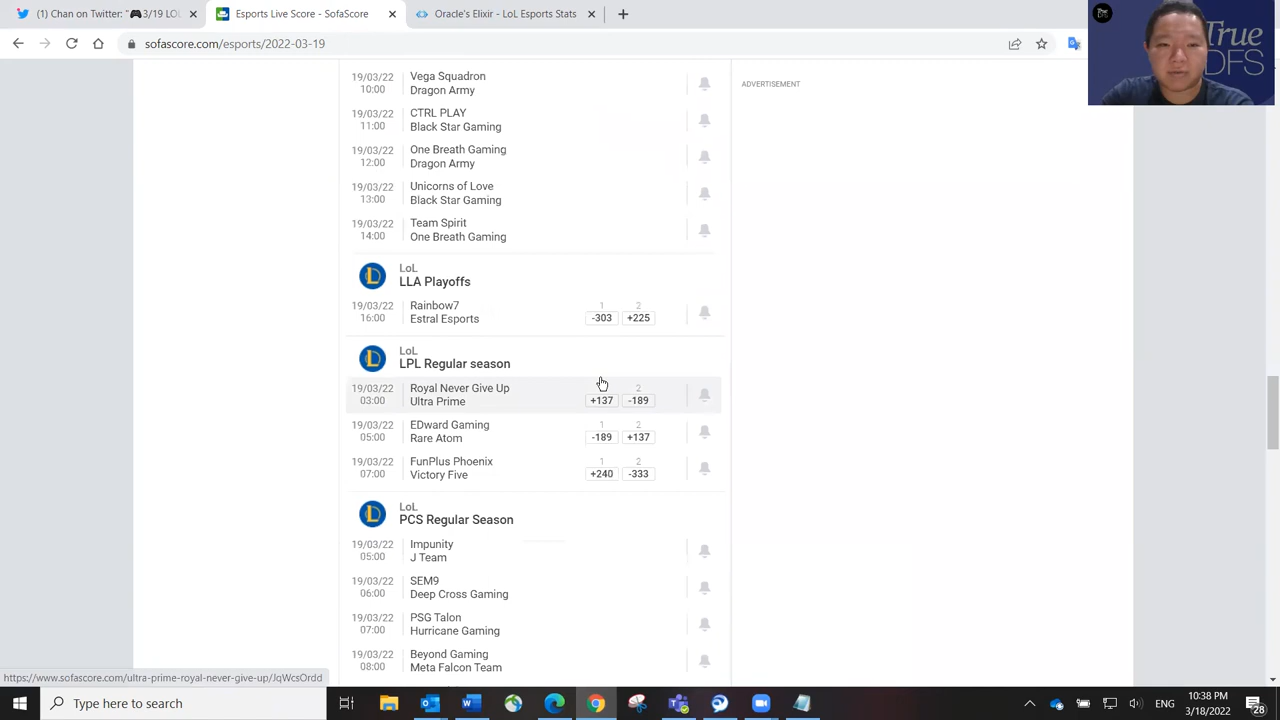 on Twitter: 🎮3/19 LOL
Esports Live Score - SofaScore
Oracle's Elixir - LoL Esports Stats
sofascore.com/esports/2022-03-19
True
DFS
19/03/22 Vega Squadron
10:00 Dragon Army
ADVERTISEMENT
19/03/22 CTRL PLAY
11:00 Black Star Gaming
19/03/22 One Breath Gaming
12:00 Dragon Army
19/03/22 Unicorns of Love
13:00 Black Star Gaming
19/03/22 Team Spirit
14:00 One Breath Gaming
LoL
LLA Playoffs
19/03/22 Rainbow7 1 2
16:00 Estral Esports -303 +225
LoL
LPL Regular season
19/03/22 Royal Never Give Up 2
03:00 Ultra Prime +137 -189
19/03/22 EDward Gaming 1 2
05:00 Rare Atom -189 +137
19/03/22 FunPlus Phoenix 1 2
07:00 Victory Five +240 -333
LoL
PCS Regular Season
19/03/22 Impunity
05:00 J Team
19/03/22 SEM9
06:00 Deep Cross Gaming
19/03/22 PSG Talon
07:00 Hurricane Gaming
19/03/22 Beyond Gaming
08:00 Meta Falcon Team
https://www.sofascore.com/ultra-prime-royal-never-give-up/JqWcsOrdd
Type here to search
ENG
10:38 PM
3/18/2022
28